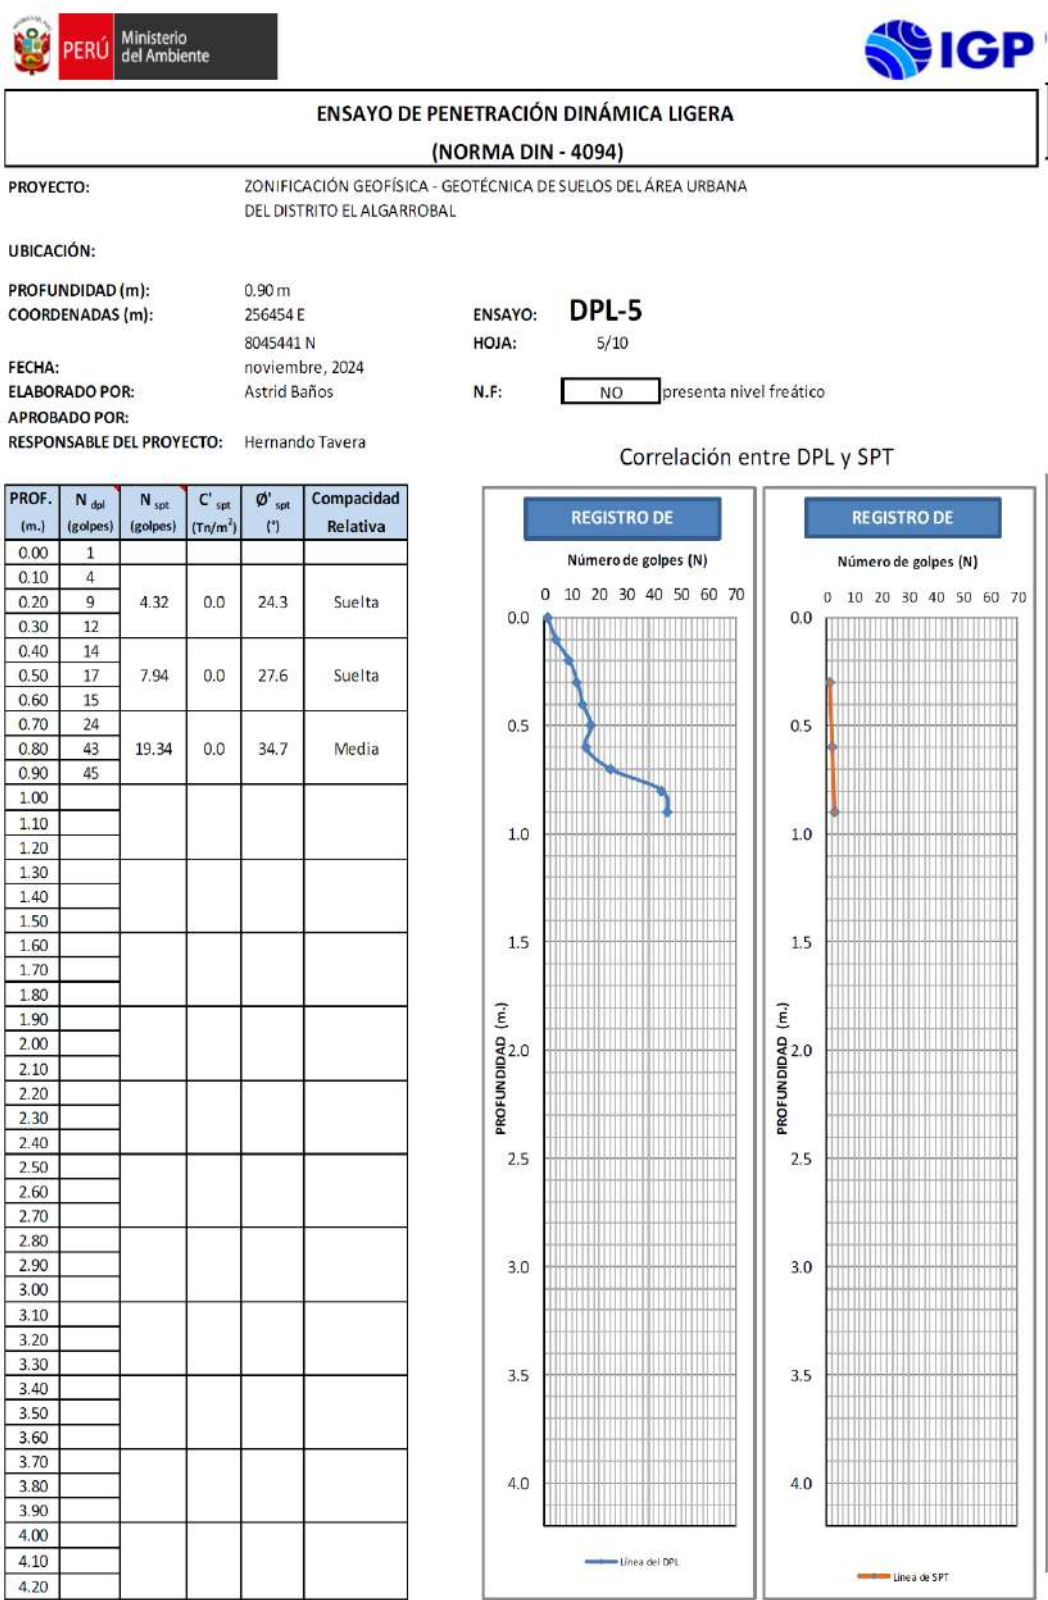 PERÚ Ministerio del Ambiente
IGP
ENSAYO DE PENETRACIÓN DINÁMICA LIGERA
(NORMA DIN - 4094)
PROYECTO: ZONIFICACIÓN GEOFÍSICA - GEOTÉCNICA DE SUELOS DEL ÁREA URBANA
DEL DISTRITO EL ALGARROBAL
UBICACIÓN:
PROFUNDIDAD (m): 0.90 m
COORDENADAS (m): 256454 E ENSAYO: DPL-5
8045441 N HOJA: 5/10
FECHA: noviembre, 2024
ELABORADO POR: Astrid Baños N.F: NO presenta nivel freático
APROBADO POR:
RESPONSABLE DEL PROYECTO: Hernando Tavera
Correlación entre DPL y SPT
PROF. N dpl N spt C' spt Ø' spt Compacidad
(m.) (golpes) (golpes) (Tn/m²) (°) Relativa
0.00 1
0.10 4
0.20 9 4.32 0.0 24.3 Suelta
0.30 12
0.40 14
0.50 17 7.94 0.0 27.6 Suelta
0.60 15
0.70 24
0.80 43 19.34 0.0 34.7 Media
0.90 45
1.00
1.10
1.20
1.30
1.40
1.50
1.60
1.70
1.80
1.90
2.00
2.10
2.20
2.30
2.40
2.50
2.60
2.70
2.80
2.90
3.00
3.10
3.20
3.30
3.40
3.50
3.60
3.70
3.80
3.90
4.00
4.10
4.20
REGISTRO DE
Número de golpes (N)
0 10 20 30 40 50 60 70
0.0
0.5
1.0
1.5
2.0
2.5
3.0
3.5
4.0
PROFUNDIDAD (m.)
Línea del DPL
REGISTRO DE
Número de golpes (N)
0 10 20 30 40 50 60 70
0.0
0.5
1.0
1.5
2.0
2.5
3.0
3.5
4.0
PROFUNDIDAD (m.)
Línea de SPT